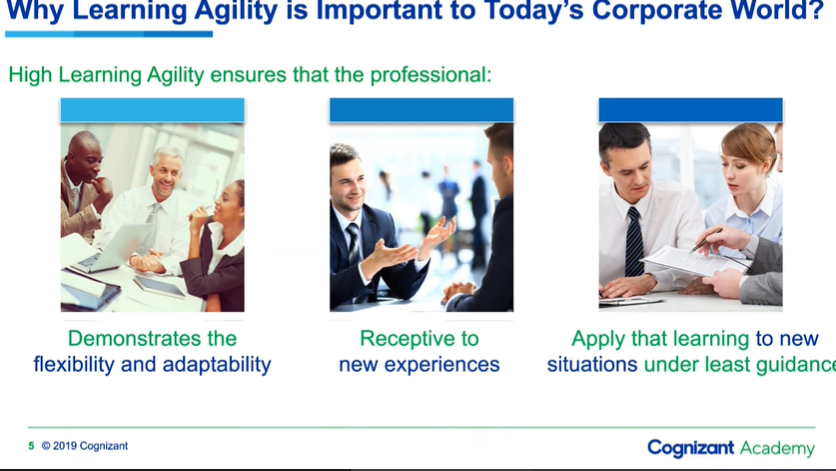 Why Learning Agility is Important to Today's Corporate World?
High Learning Agility ensures that the professional:
Demonstrates the
flexibility and adaptability
Receptive to
new experiences
Apply that learning to new
situations under least guidance
5 © 2019 Cognizant
Cognizant Academy